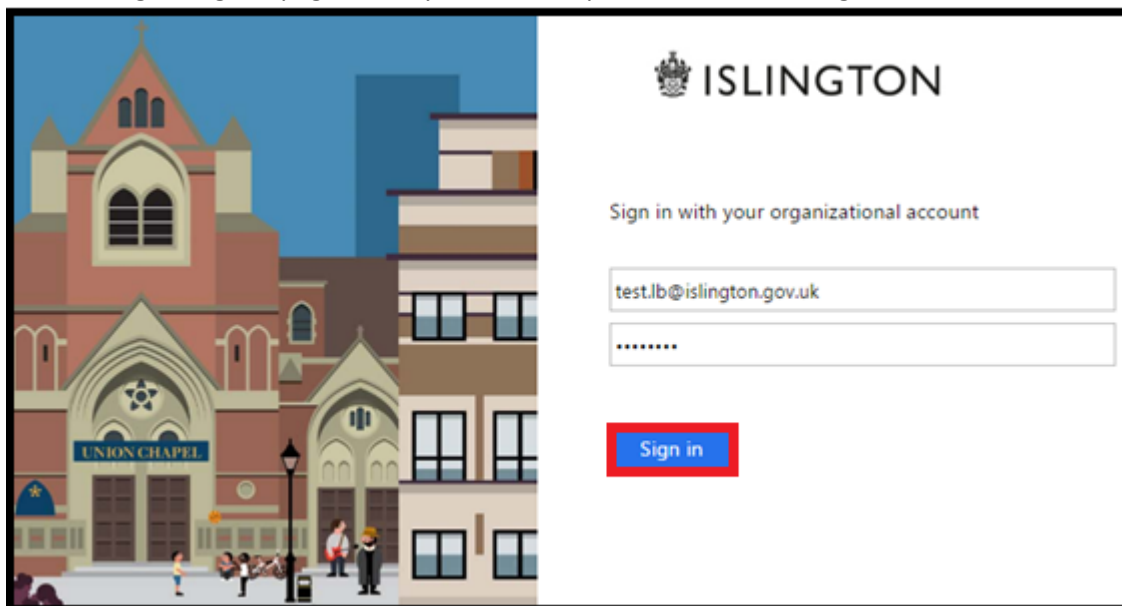 ISLINGTON
Sign in with your organizational account
test.lb@islington.gov.uk
••••••••
Sign in
UNION CHAPEL